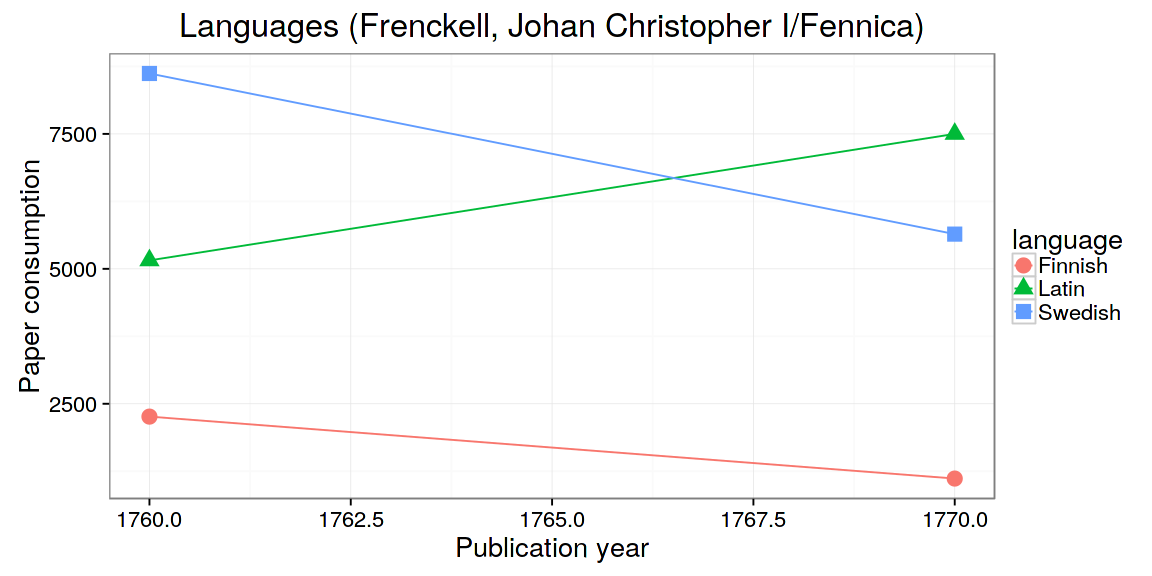 Languages (Frenckell, Johan Christopher I/Fennica)
7500
5000
2500
Paper consumption
1760.0 1762.5 1765.0 1767.5 1770.0
Publication year
language
Finnish
Latin
Swedish